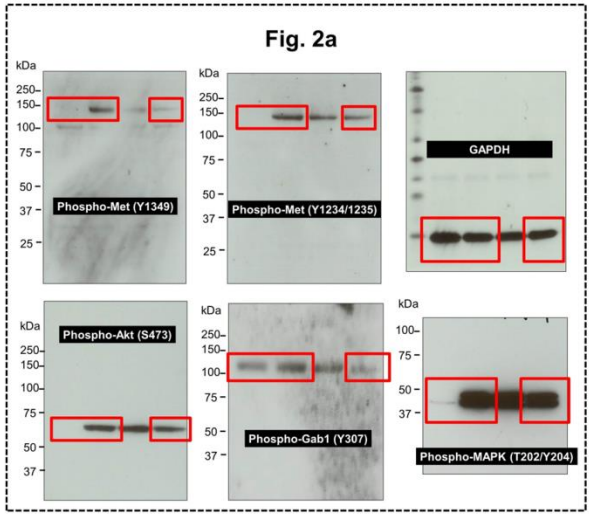 Fig. 2a
kDa
250-
150-
100-
75-
50-
37-
25-
Phospho-Met (Y1349)
kDa
250-
150-
100-
75-
50-
37-
25-
Phospho-Met (Y1234/1235)
GAPDH
kDa
250-
150-
100-
75-
50-
37-
Phospho-Akt (S473)
kDa
250-
150-
100-
75-
50-
37-
Phospho-Gab1 (Y307)
kDa
100-
75-
50-
37-
Phospho-MAPK (T202/Y204)